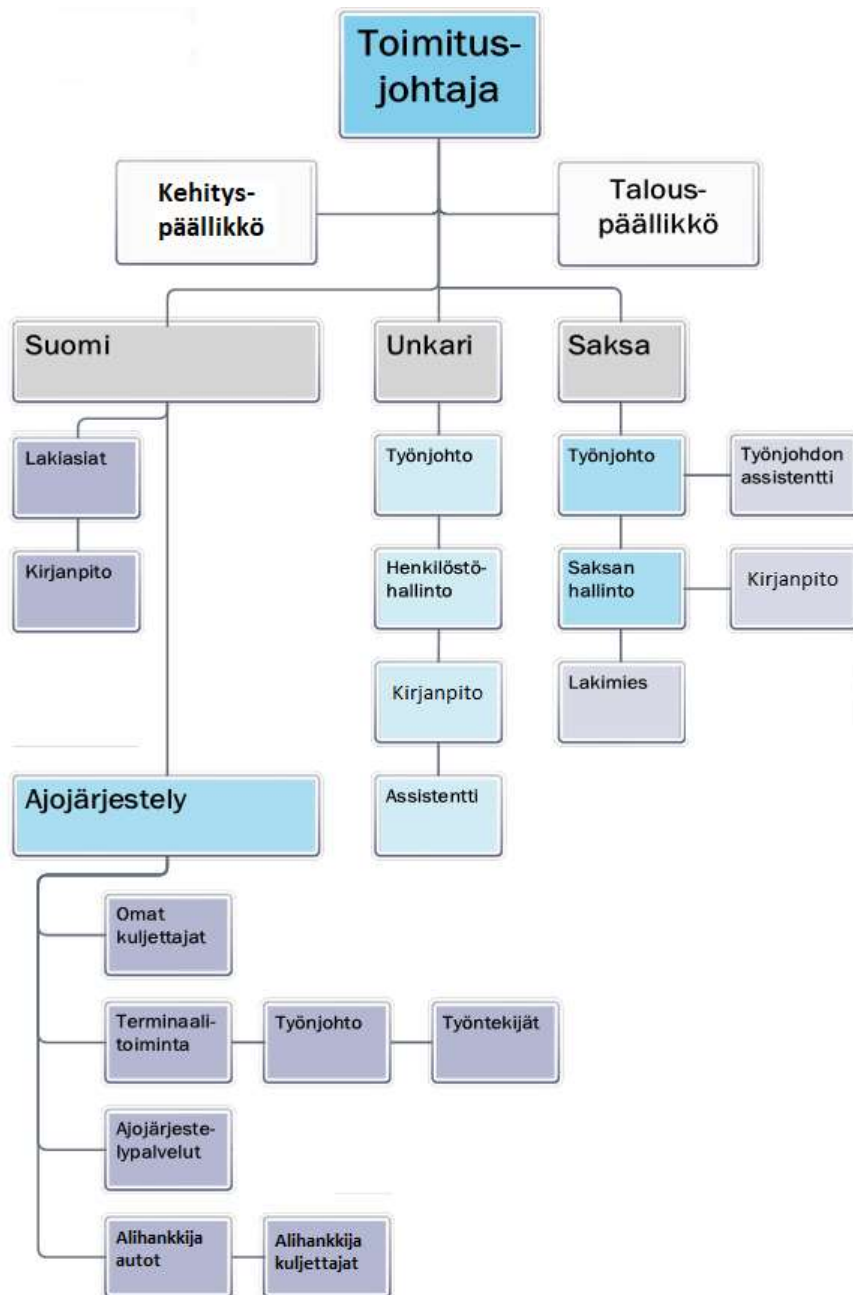 Toimitus-
johtaja
Kehitys-
päällikkö
Talous-
päällikkö
Suomi
Unkari
Saksa
Lakiasiat
Työnjohto
Työnjohto
Työnjohdon
assistentti
Kirjanpito
Henkilöstö-
hallinto
Saksan
hallinto
Kirjanpito
Kirjanpito
Lakimies
Ajojärjestely
Assistentti
Omat
kuljettajat
Terminaali-
toiminta
Työnjohto
Työntekijät
Ajojärjeste-
lypalvelut
Alihankkija
autot
Alihankkija
kuljettajat